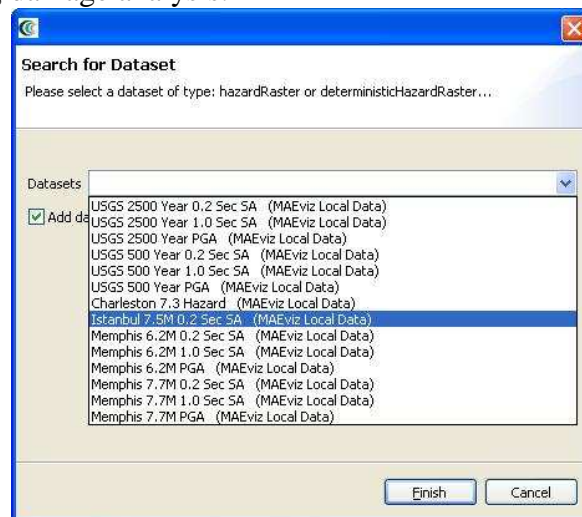 damage analysis.
Search for Dataset
Please select a dataset of type: hazardRaster or deterministicHazardRaster...
Datasets
USGS 2500 Year 0.2 Sec SA (MAEviz Local Data)
Add da
USGS 2500 Year 1.0 Sec SA (MAEviz Local Data)
USGS 2500 Year PGA (MAEviz Local Data)
USGS 500 Year 0.2 Sec SA (MAEviz Local Data)
USGS 500 Year 1.0 Sec SA (MAEviz Local Data)
USGS 500 Year PGA (MAEviz Local Data)
Charleston 7.3 Hazard (MAEviz Local Data)
Istanbul 7.5M 0.2 Sec SA (MAEviz Local Data)
Memphis 6.2M 0.2 Sec SA (MAEviz Local Data)
Memphis 6.2M 1.0 Sec SA (MAEviz Local Data)
Memphis 6.2M PGA (MAEviz Local Data)
Memphis 7.7M 0.2 Sec SA (MAEviz Local Data)
Memphis 7.7M 1.0 Sec SA (MAEviz Local Data)
Memphis 7.7M PGA (MAEviz Local Data)
Finish Cancel